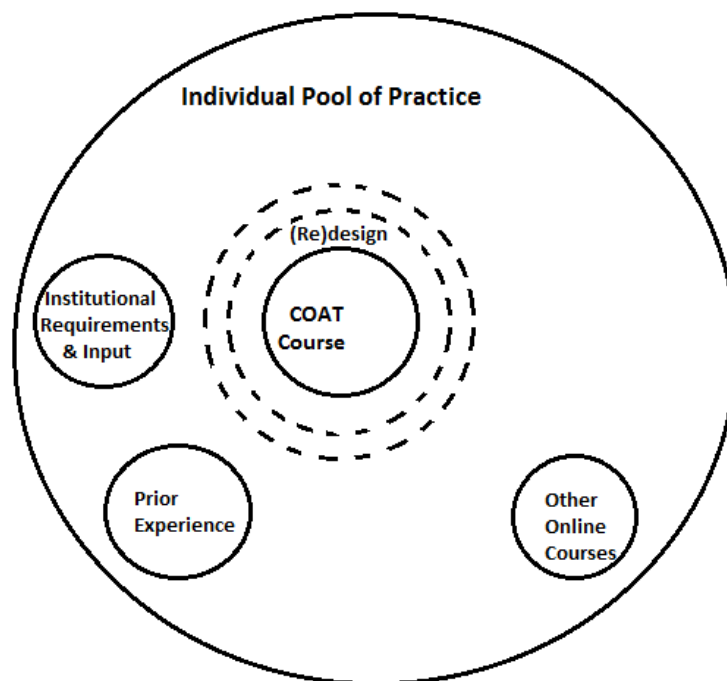 Individual Pool of Practice
(Re)design
COAT
Course
Institutional
Requirements
& Input
Prior
Experience
Other
Online
Courses